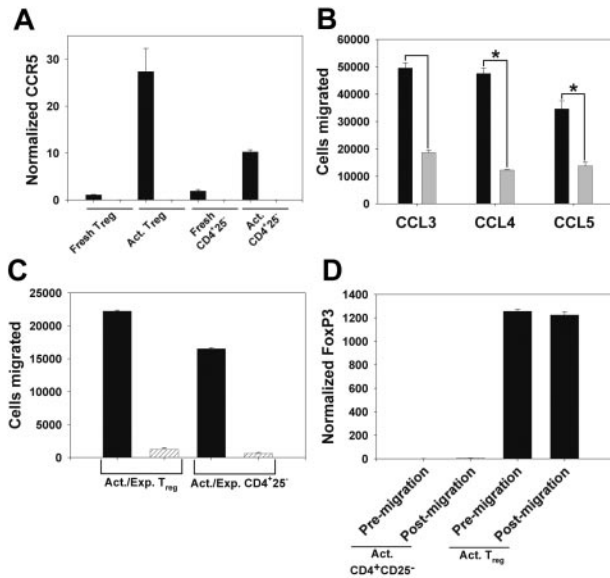 A
Normalized CCR5
30
20
10
0
Fresh Treg
Act. Treg
Fresh CD4+25-
Act. CD4+25-
B
Cells migrated
60000
50000
40000
30000
20000
10000
0
*
*
CCL3 CCL4 CCL5
C
Cells migrated
25000
20000
15000
10000
5000
0
Act./Exp. Treg Act./Exp. CD4+25-
D
Normalized FoxP3
1400
1200
1000
800
600
400
200
0
Pre-migration
Post-migration
Pre-migration
Post-migration
Act.
CD4+CD25-
Act. Treg